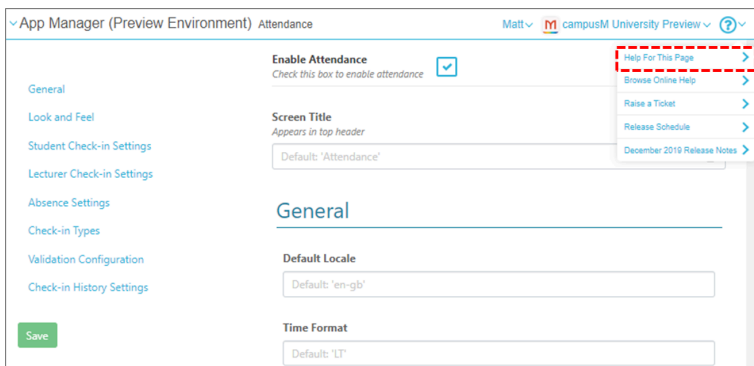 App Manager (Preview Environment) Attendance
Matt
campusM University Preview
?
Help For This Page
Browse Online Help
Raise a Ticket
Release Schedule
December 2019 Release Notes
General
Look and Feel
Student Check-in Settings
Lecturer Check-in Settings
Absence Settings
Check-in Types
Validation Configuration
Check-in History Settings
Save
Enable Attendance
Check this box to enable attendance
Screen Title
Appears in top header
Default: 'Attendance'
General
Default Locale
Default: 'en-gb'
Time Format
Default: 'LT'